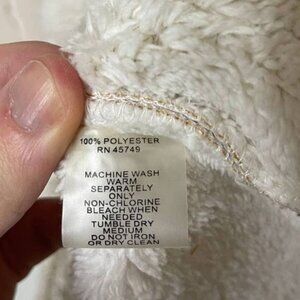 100% POLYESTER
RN 45749
MACHINE WASH
WARM
SEPARATELY
ONLY
NON-CHLORINE
BLEACH WHEN
NEEDED
TUMBLE DRY
MEDIUM
DO NOT IRON
OR DRY CLEAN